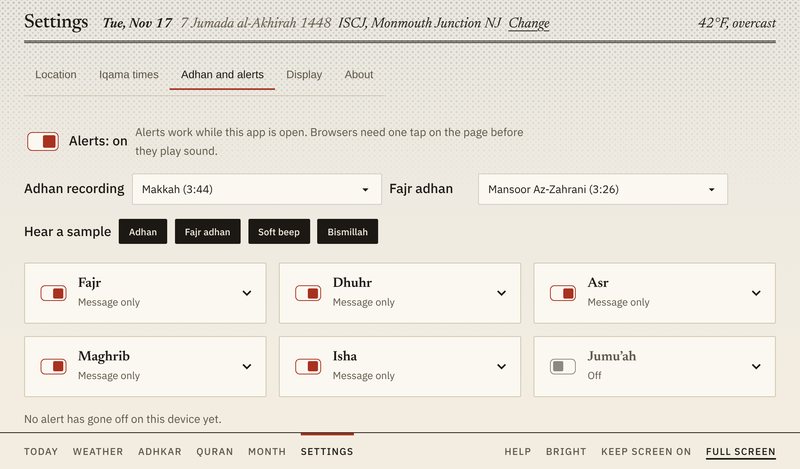 Settings Tue, Nov 17 7 Jumada al-Akhirah 1448 ISCJ, Monmouth Junction NJ Change 42°F, overcast
Location Iqama times Adhan and alerts Display About
Alerts: on Alerts work while this app is open. Browsers need one tap on the page before
they play sound.
Adhan recording Makkah (3:44) Fajr adhan Mansoor Az-Zahrani (3:26)
Hear a sample Adhan Fajr adhan Soft beep Bismillah
Fajr Dhuhr Asr
Message only Message only Message only
Maghrib Isha Jumu’ah
Message only Message only Off
No alert has gone off on this device yet.
TODAY WEATHER ADHKAR QURAN MONTH SETTINGS HELP BRIGHT KEEP SCREEN ON FULL SCREEN